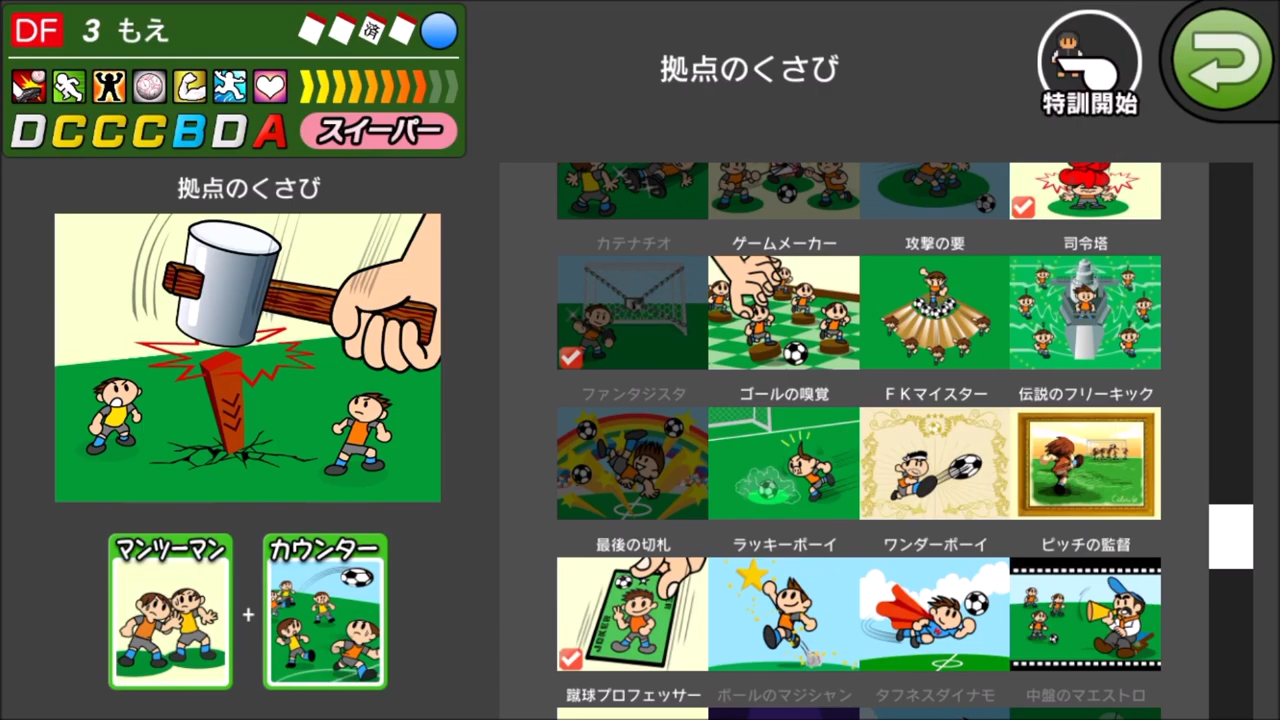 DF 3 もえ 済
拠点のくさび
特訓開始
D C C C B D A スイーパー
拠点のくさび
カテナチオ ゲームメーカー 攻撃の要 司令塔
ファンタジスタ ゴールの嗅覚 FKマイスター 伝説のフリーキック
最後の切札 ラッキーボーイ ワンダーボーイ ピッチの監督
マンツーマン + カウンター
JOKER
蹴球プロフェッサー ボールのマジシャン タフネスダイナモ 中盤のマエストロ